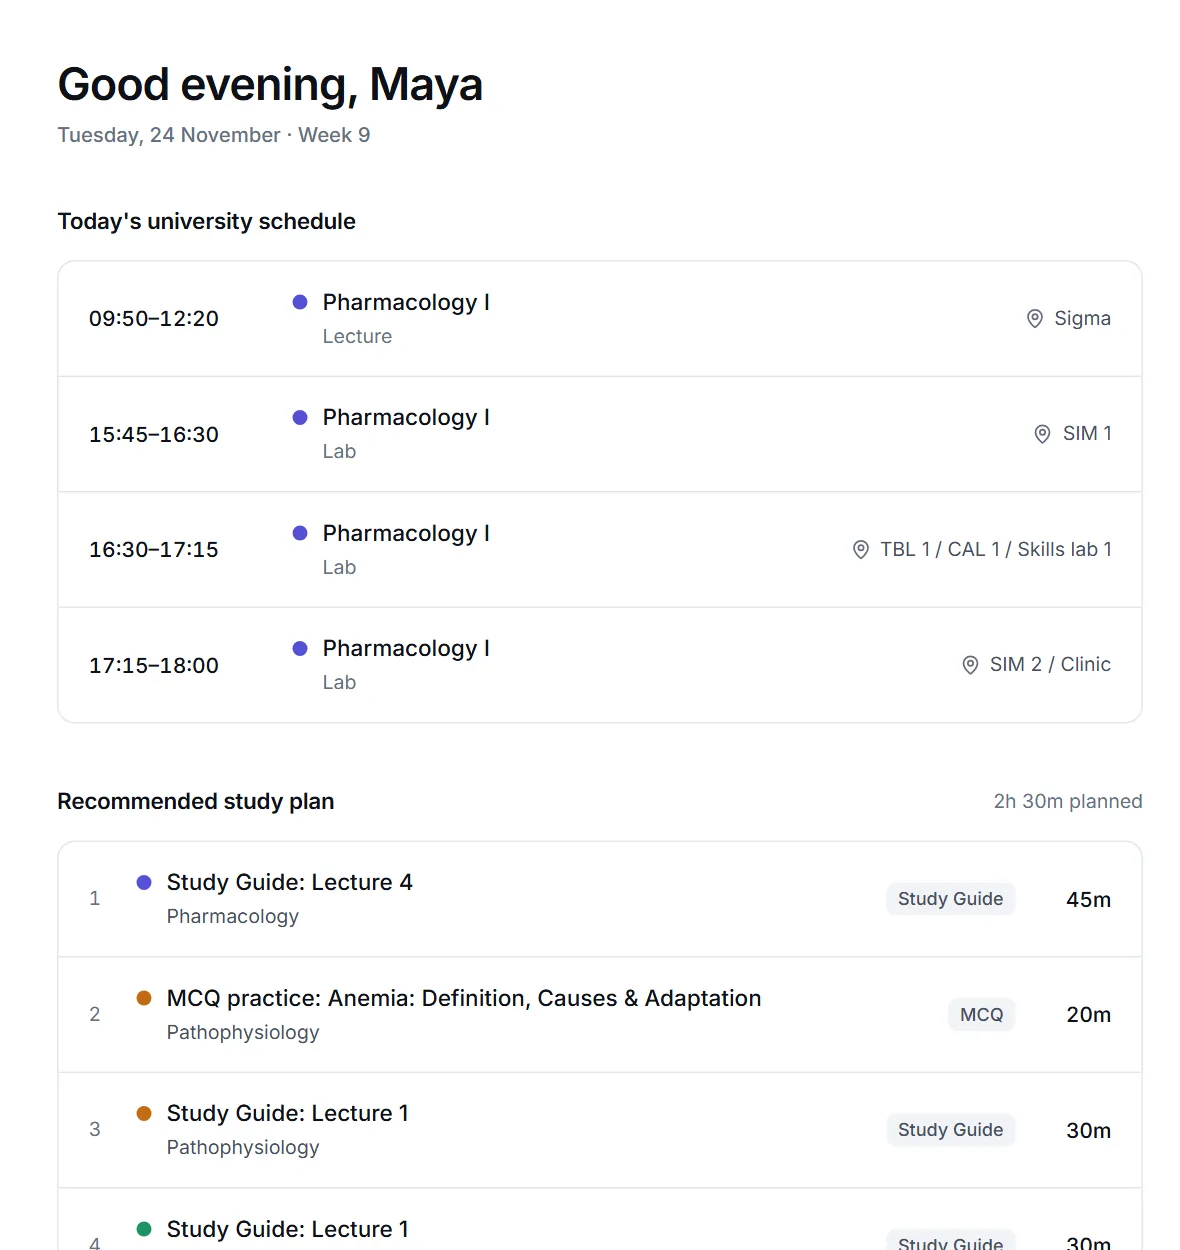 Good evening, Maya
Tuesday, 24 November · Week 9
Today's university schedule
09:50–12:20
Pharmacology I
Lecture
Sigma
15:45–16:30
Pharmacology I
Lab
SIM 1
16:30–17:15
Pharmacology I
Lab
TBL 1 / CAL 1 / Skills lab 1
17:15–18:00
Pharmacology I
Lab
SIM 2 / Clinic
Recommended study plan
2h 30m planned
1
Study Guide: Lecture 4
Pharmacology
Study Guide
45m
2
MCQ practice: Anemia: Definition, Causes & Adaptation
Pathophysiology
MCQ
20m
3
Study Guide: Lecture 1
Pathophysiology
Study Guide
30m
4
Study Guide: Lecture 1
Study Guide
30m